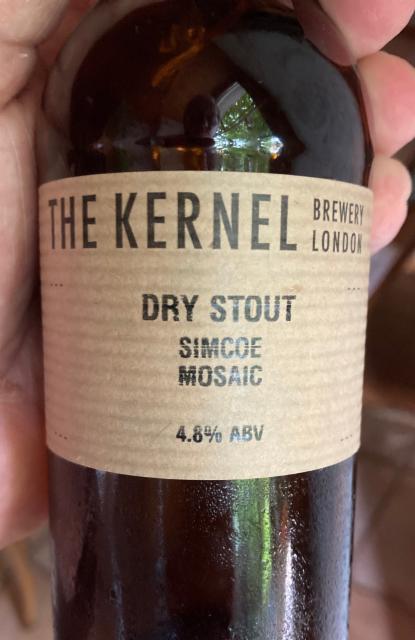 THE KERNEL BREWERY LONDON
DRY STOUT
SIMCOE
MOSAIC
4.8% ABV